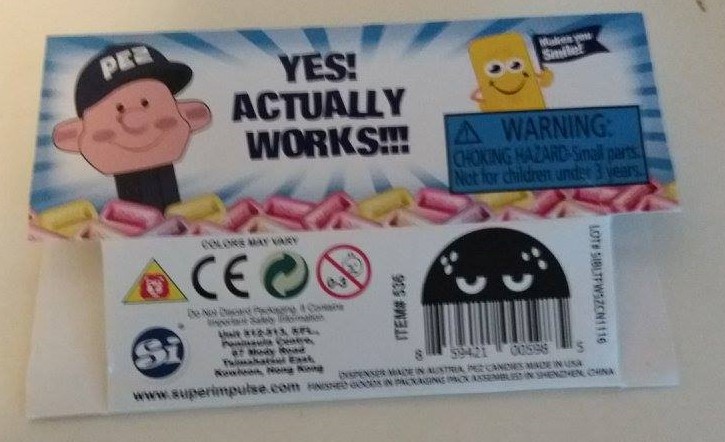 PEZ
YES!
ACTUALLY
WORKS!!!
Makes you
Smile!
WARNING:
CHOKING HAZARD-Small parts.
Not for children under 3 years.
COLORS MAY VARY
CE
0-3
Do Not Discard Packaging. It Contains
Important Safety Information.
Si
Peninsula Centre,
67 Mody Road
Tsimshatsui East,
Kowloon, Hong Kong
www.superimpulse.com
ITEM# 536
8 59421 00598 5
DISPENSER MADE IN AUSTRIA, PEZ CANDIES MADE IN USA
FINISHED GOODS IN PACKAGING PACK ASSEMBLED IN SHENZHEN, CHINA